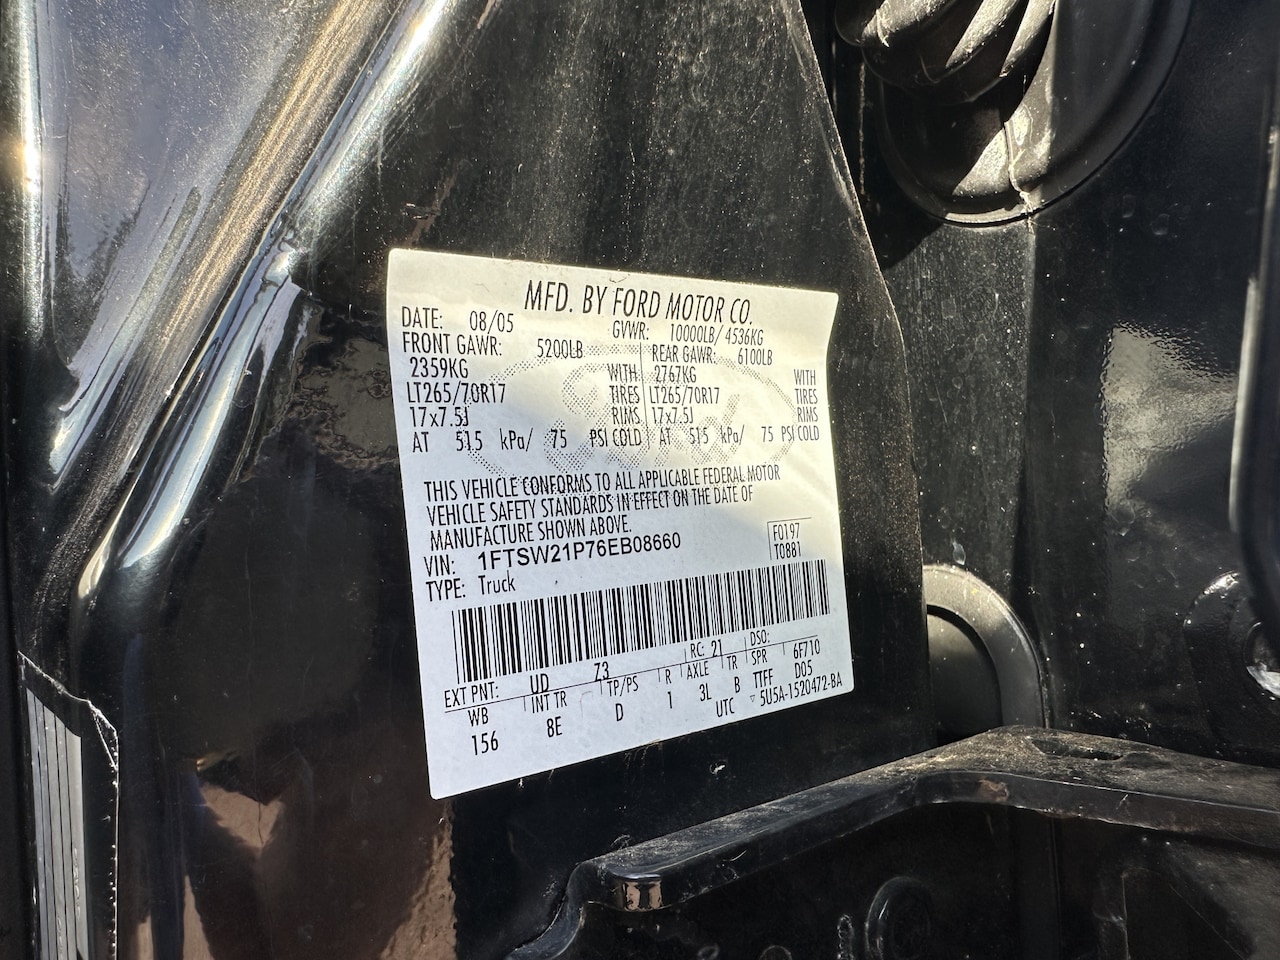 MFD. BY FORD MOTOR CO.
DATE: 08/05 GVWR: 10000LB/ 4536KG
FRONT GAWR: 5200LB REAR GAWR: 6100LB
2359KG WITH 2767KG WITH
LT265/70R17 TIRES LT265/70R17 TIRES
17x7.5J RIMS 17x7.5J RIMS
AT 515 kPa/ 75 PSI COLD AT 515 kPa/ 75 PSI COLD
THIS VEHICLE CONFORMS TO ALL APPLICABLE FEDERAL MOTOR
VEHICLE SAFETY STANDARDS IN EFFECT ON THE DATE OF
MANUFACTURE SHOWN ABOVE.
VIN: 1FTSW21P76EB08660 F0197
TYPE: Truck T0881
EXT PNT: UD Z3 RC: 21 DSO:
WB INT TR TP/PS R AXLE TR SPR 6F710
156 8E D 1 3L B TTFF D05
UTC ▽ 5U5A-1520472-BA